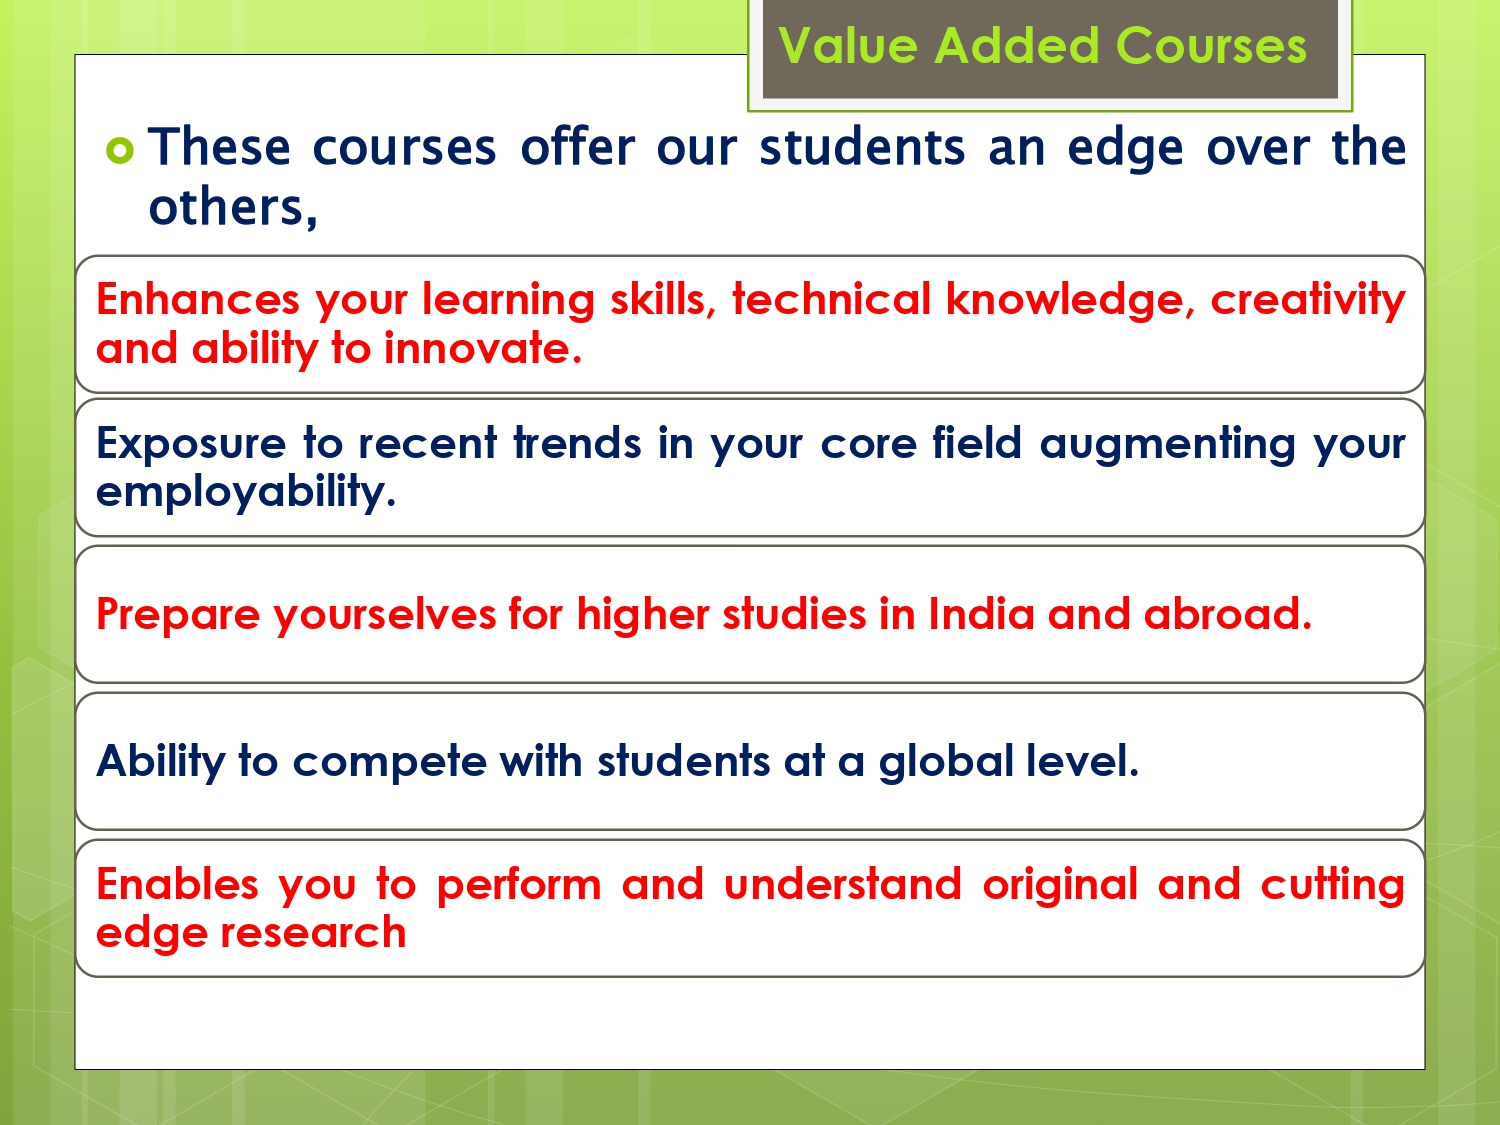 Value Added Courses
These courses offer our students an edge over the
others,
Enhances your learning skills, technical knowledge, creativity
and ability to innovate.
Exposure to recent trends in your core field augmenting your
employability.
Prepare yourselves for higher studies in India and abroad.
Ability to compete with students at a global level.
Enables you to perform and understand original and cutting
edge research